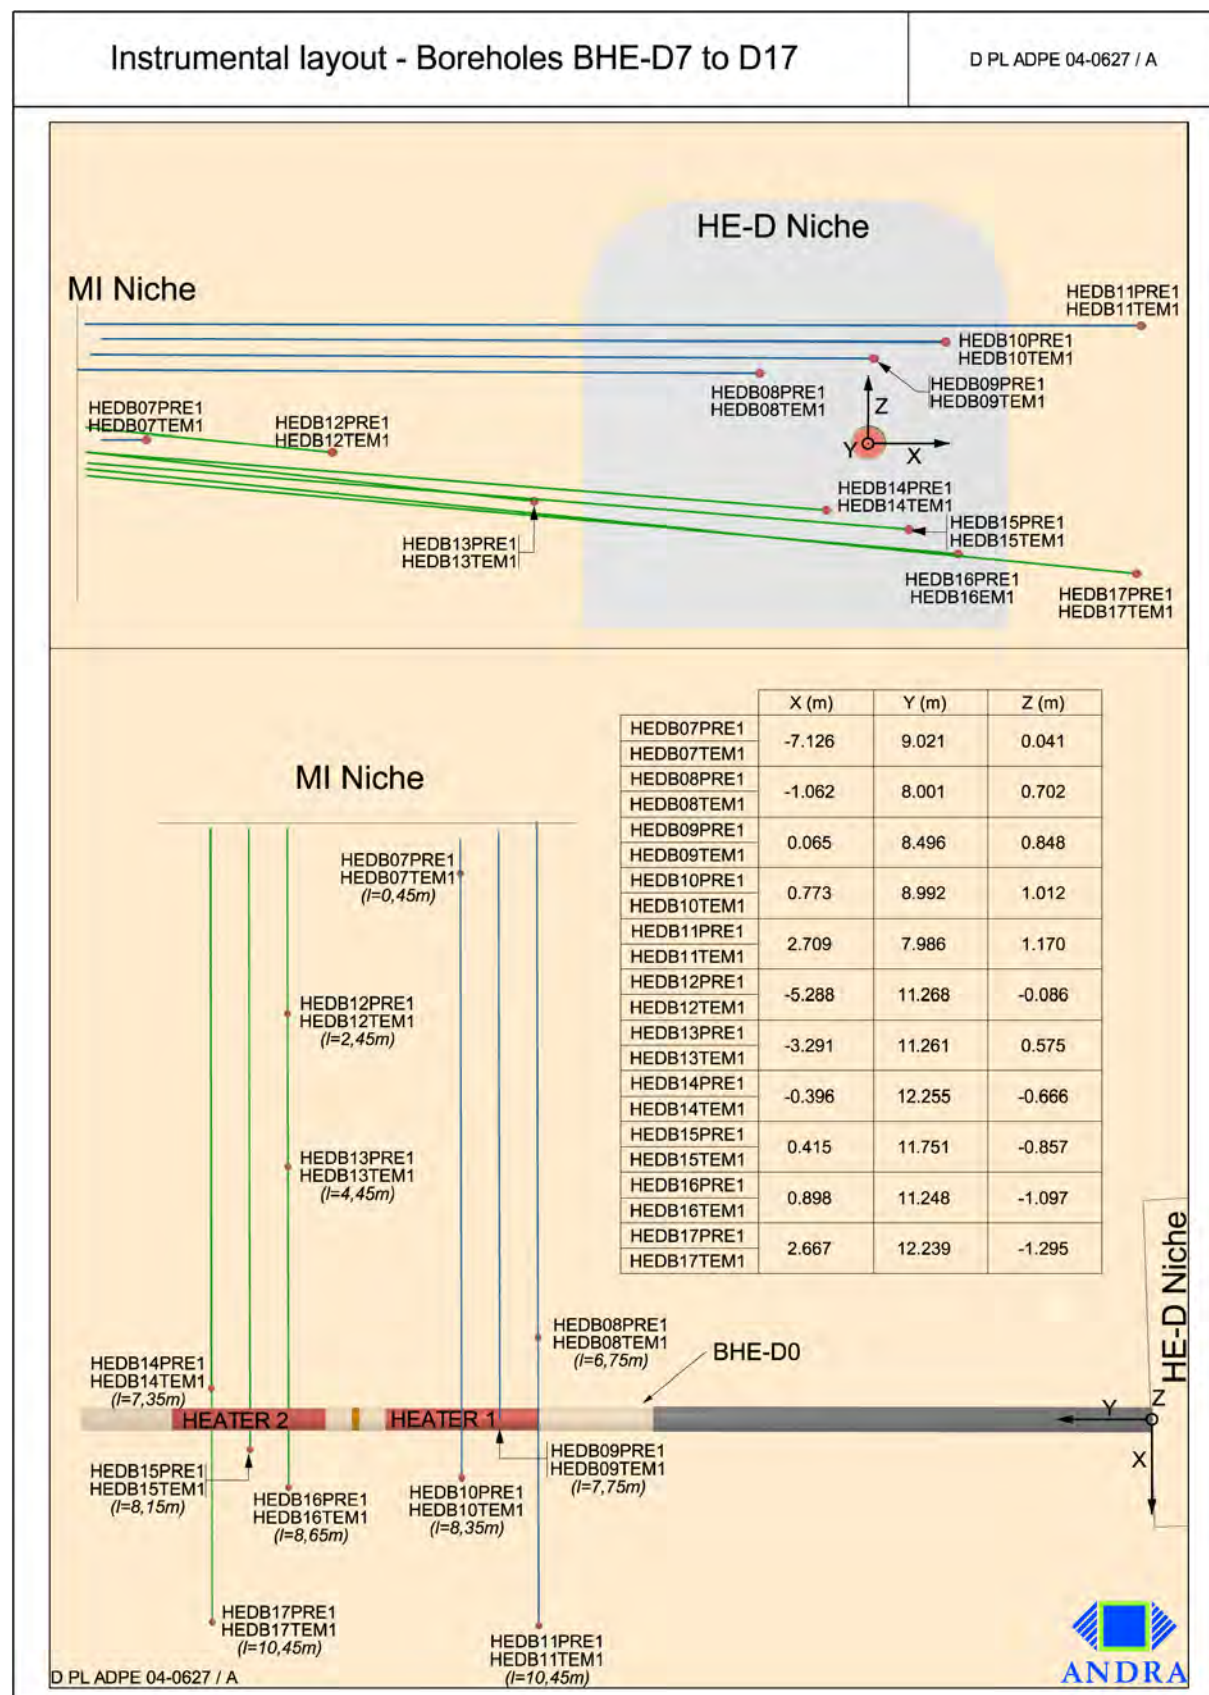 Instrumental layout - Boreholes BHE-D7 to D17
D PL ADPE 04-0627 / A
HE-D Niche
MI Niche
HEDB11PRE1
HEDB11TEM1
HEDB10PRE1
HEDB10TEM1
HEDB09PRE1
HEDB09TEM1
HEDB08PRE1
HEDB08TEM1
HEDB07PRE1
HEDB07TEM1
HEDB12PRE1
HEDB12TEM1
Z
Y
X
HEDB14PRE1
HEDB14TEM1
HEDB15PRE1
HEDB15TEM1
HEDB13PRE1
HEDB13TEM1
HEDB16PRE1
HEDB16EM1
HEDB17PRE1
HEDB17TEM1
X (m) Y (m) Z (m)
HEDB07PRE1
HEDB07TEM1
-7.126 9.021 0.041
HEDB08PRE1
HEDB08TEM1
-1.062 8.001 0.702
HEDB09PRE1
HEDB09TEM1
0.065 8.496 0.848
HEDB10PRE1
HEDB10TEM1
0.773 8.992 1.012
HEDB11PRE1
HEDB11TEM1
2.709 7.986 1.170
HEDB12PRE1
HEDB12TEM1
-5.288 11.268 -0.086
HEDB13PRE1
HEDB13TEM1
-3.291 11.261 0.575
HEDB14PRE1
HEDB14TEM1
-0.396 12.255 -0.666
HEDB15PRE1
HEDB15TEM1
0.415 11.751 -0.857
HEDB16PRE1
HEDB16TEM1
0.898 11.248 -1.097
HEDB17PRE1
HEDB17TEM1
2.667 12.239 -1.295
MI Niche
HEDB07PRE1
HEDB07TEM1
(l=0,45m)
HEDB12PRE1
HEDB12TEM1
(l=2,45m)
HEDB13PRE1
HEDB13TEM1
(l=4,45m)
HEDB08PRE1
HEDB08TEM1
(l=6,75m)
BHE-D0
HE-D Niche
HEDB14PRE1
HEDB14TEM1
(l=7,35m)
HEATER 2
HEATER 1
Y
Z
X
HEDB09PRE1
HEDB09TEM1
(l=7,75m)
HEDB15PRE1
HEDB15TEM1
(l=8,15m)
HEDB16PRE1
HEDB16TEM1
(l=8,65m)
HEDB10PRE1
HEDB10TEM1
(l=8,35m)
HEDB17PRE1
HEDB17TEM1
(l=10,45m)
HEDB11PRE1
HEDB11TEM1
(l=10,45m)
D PL ADPE 04-0627 / A
ANDRA